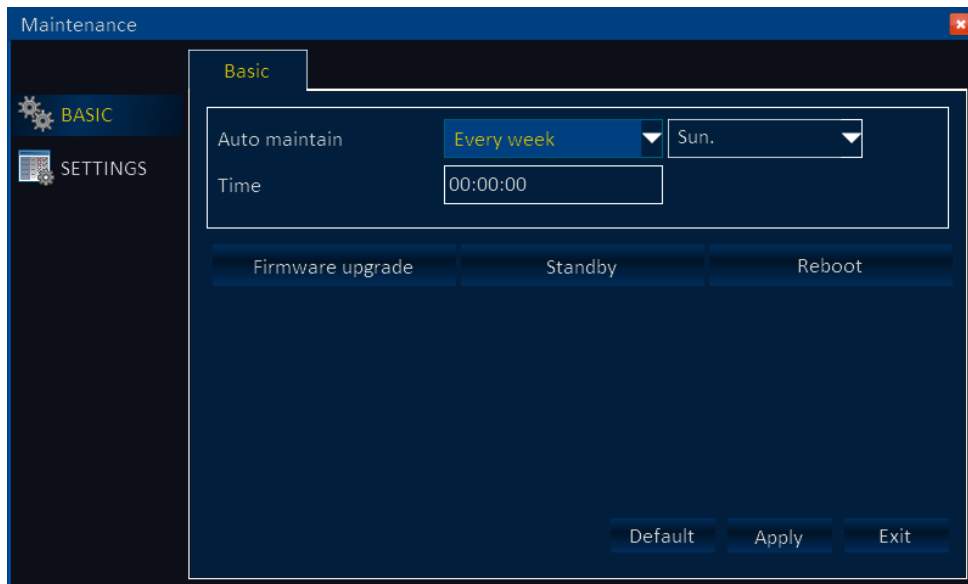 Maintenance
Basic
BASIC
SETTINGS
Auto maintain Every week Sun.
Time 00:00:00
Firmware upgrade Standby Reboot
Default Apply Exit